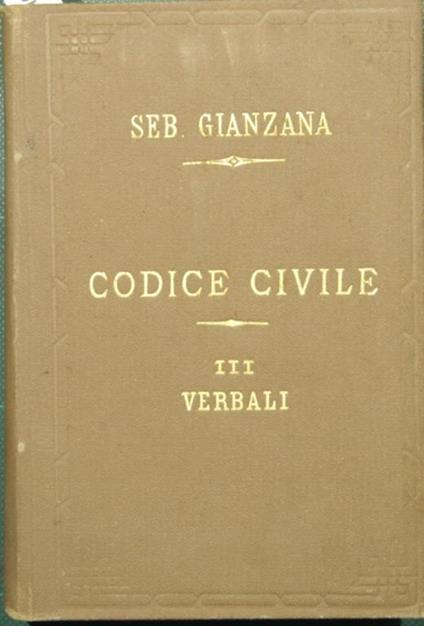 SEB. GIANZANA
CODICE CIVILE
III
VERBALI